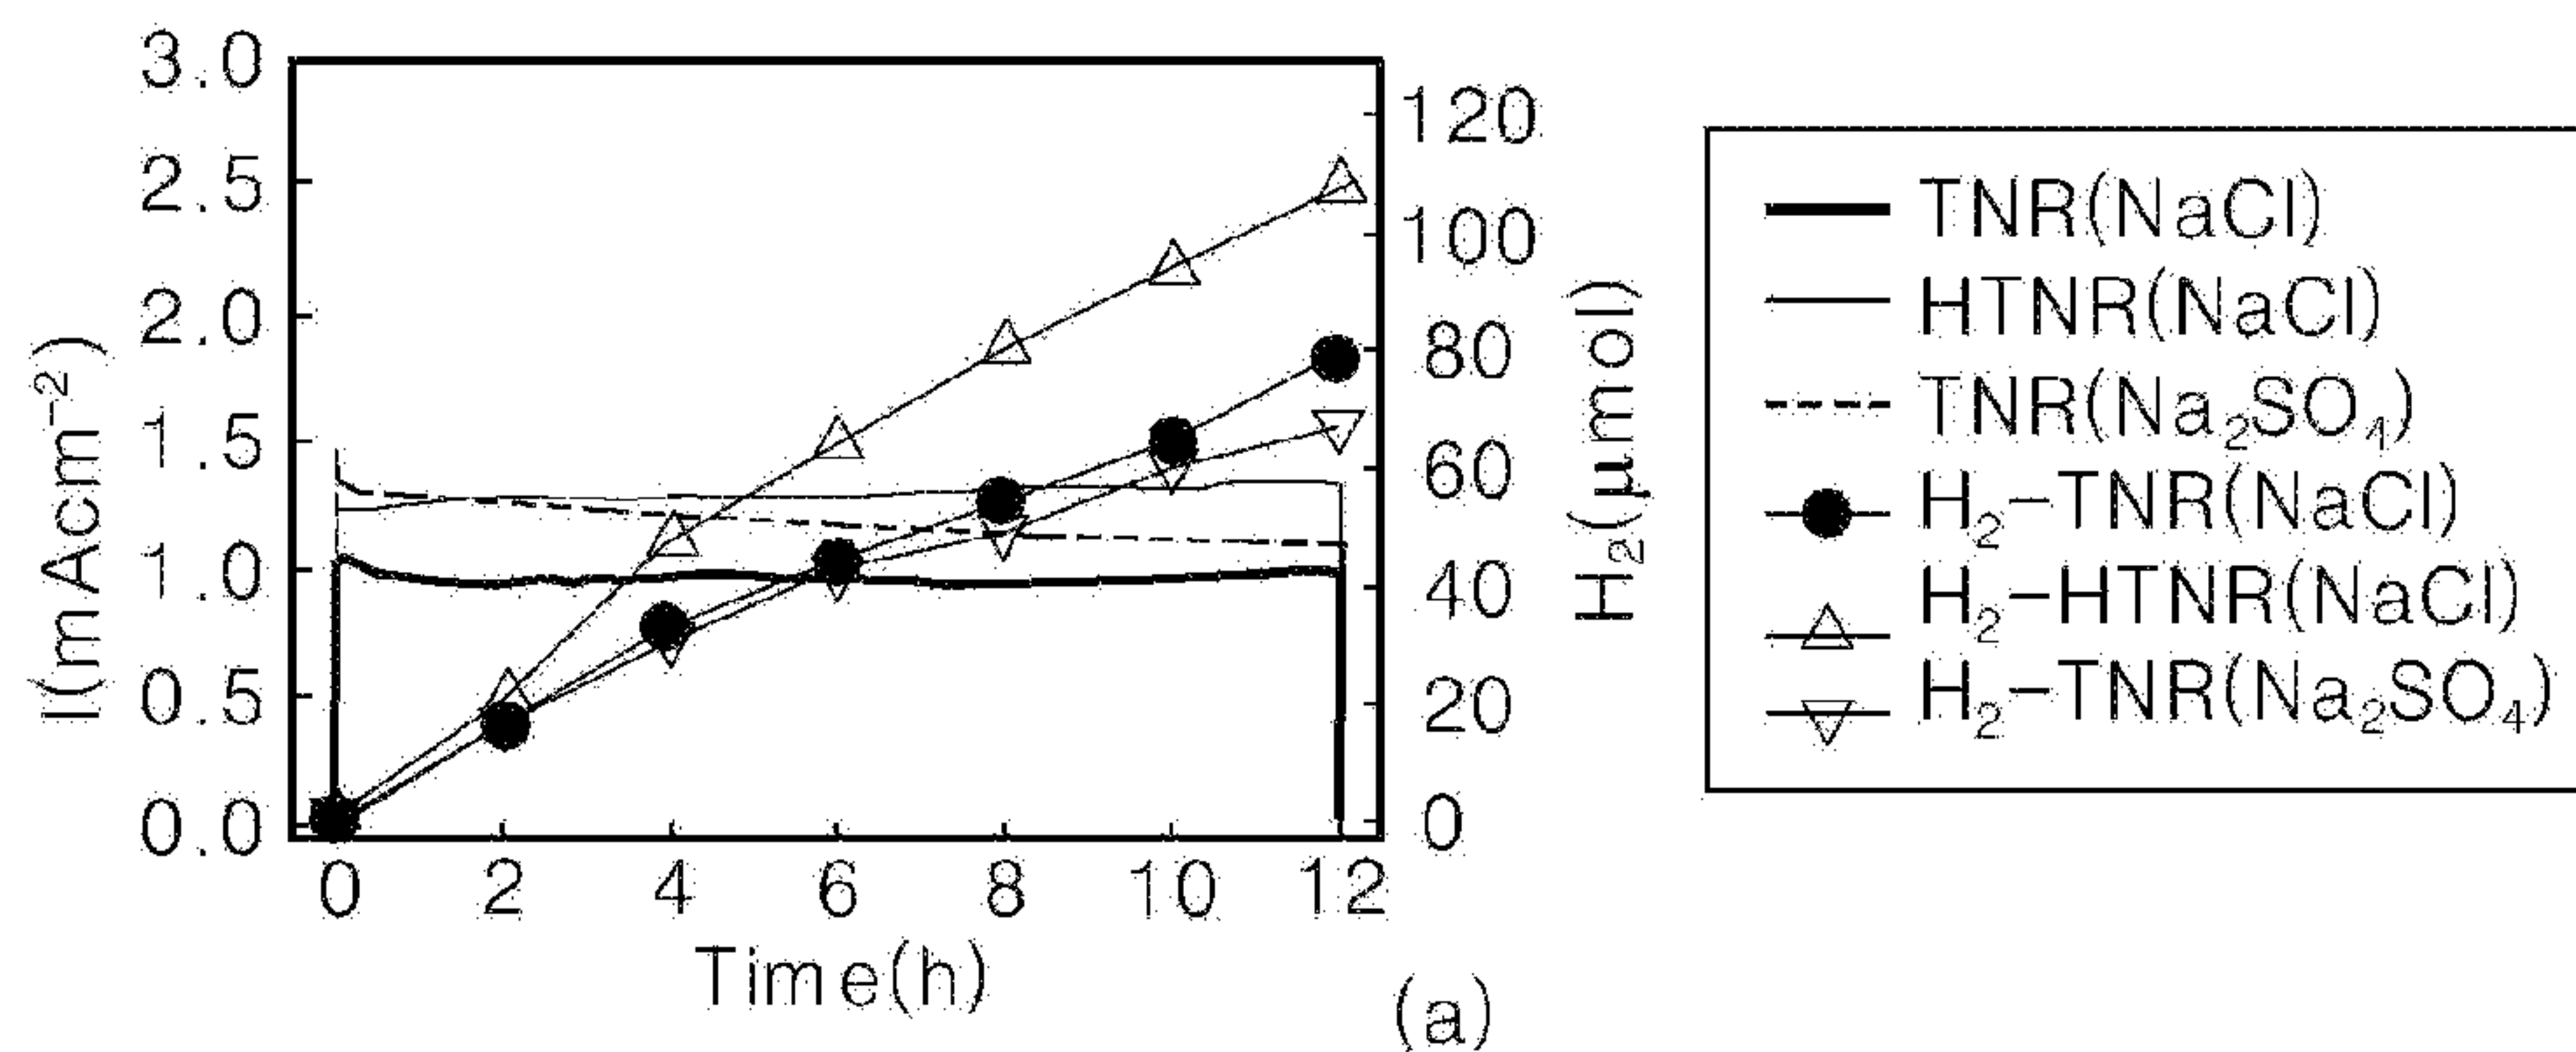 3.0
2.5
2.0
1.5
1.0
0.5
0.0
I(mAcm⁻²)
120
100
80
60
40
20
0
H₂(μmol)
0 2 4 6 8 10 12
Time(h)
(a)
TNR(NaCl)
HTNR(NaCl)
TNR(Na₂SO₄)
H₂-TNR(NaCl)
H₂-HTNR(NaCl)
H₂-TNR(Na₂SO₄)